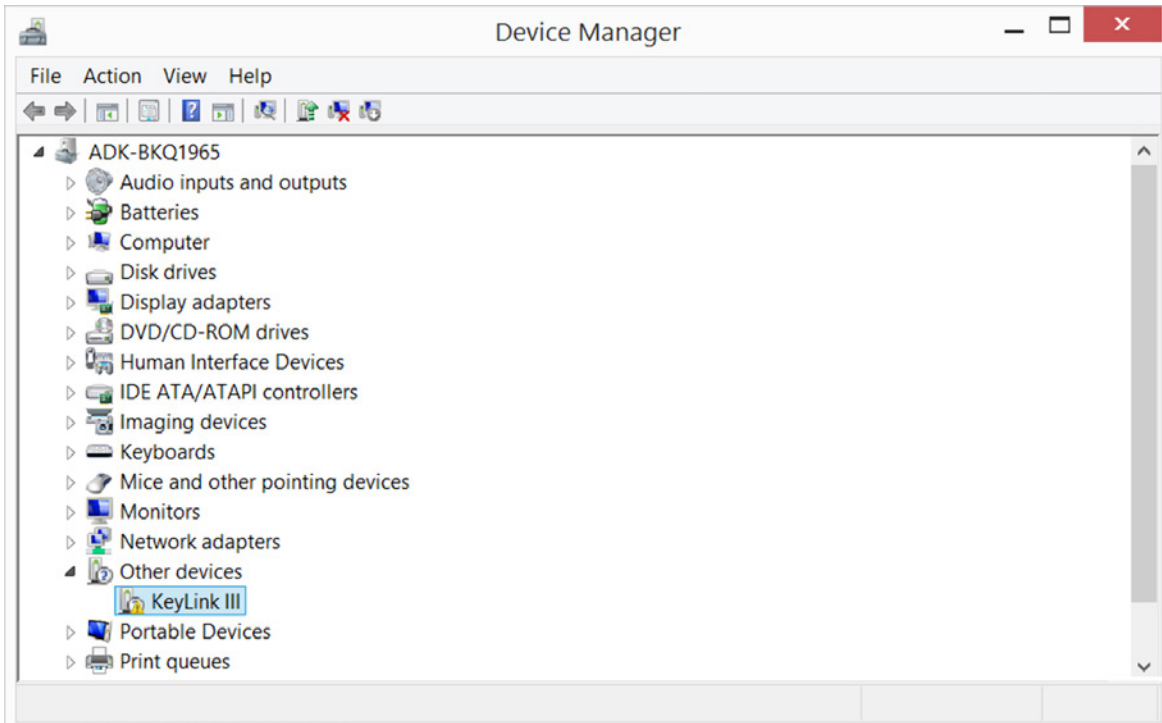 Device Manager
File Action View Help
ADK-BKQ1965
Audio inputs and outputs
Batteries
Computer
Disk drives
Display adapters
DVD/CD-ROM drives
Human Interface Devices
IDE ATA/ATAPI controllers
Imaging devices
Keyboards
Mice and other pointing devices
Monitors
Network adapters
Other devices
KeyLink III
Portable Devices
Print queues